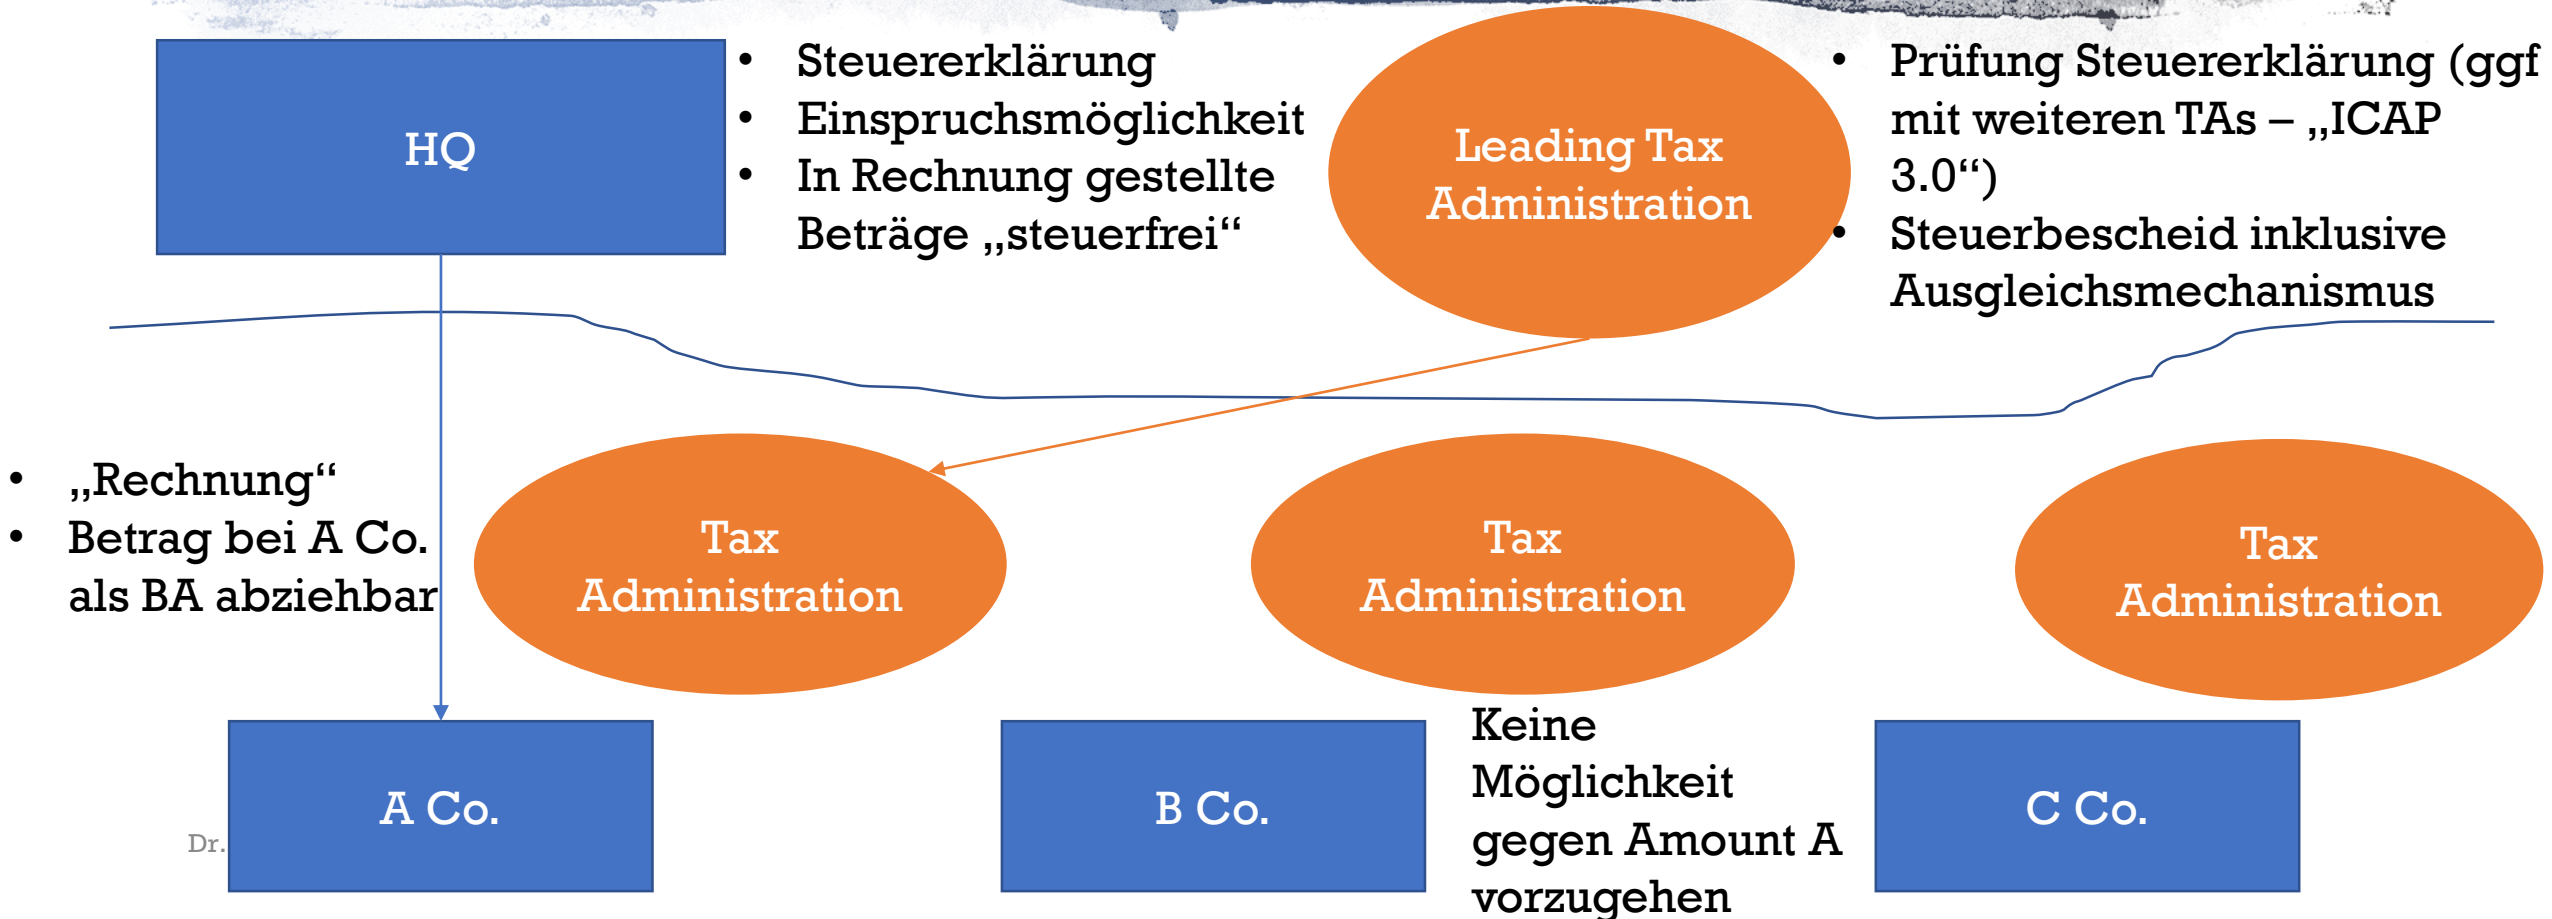 HQ
• Steuererklärung
• Einspruchsmöglichkeit
• In Rechnung gestellte
Beträge „steuerfrei“
Leading Tax
Administration
• Prüfung Steuererklärung (ggf
mit weiteren TAs – „ICAP
3.0“)
• Steuerbescheid inklusive
Ausgleichsmechanismus
• „Rechnung“
• Betrag bei A Co.
als BA abziehbar
Tax
Administration
Tax
Administration
Tax
Administration
A Co.
B Co.
Keine
Möglichkeit
gegen Amount A
vorzugehen
C Co.
Dr.